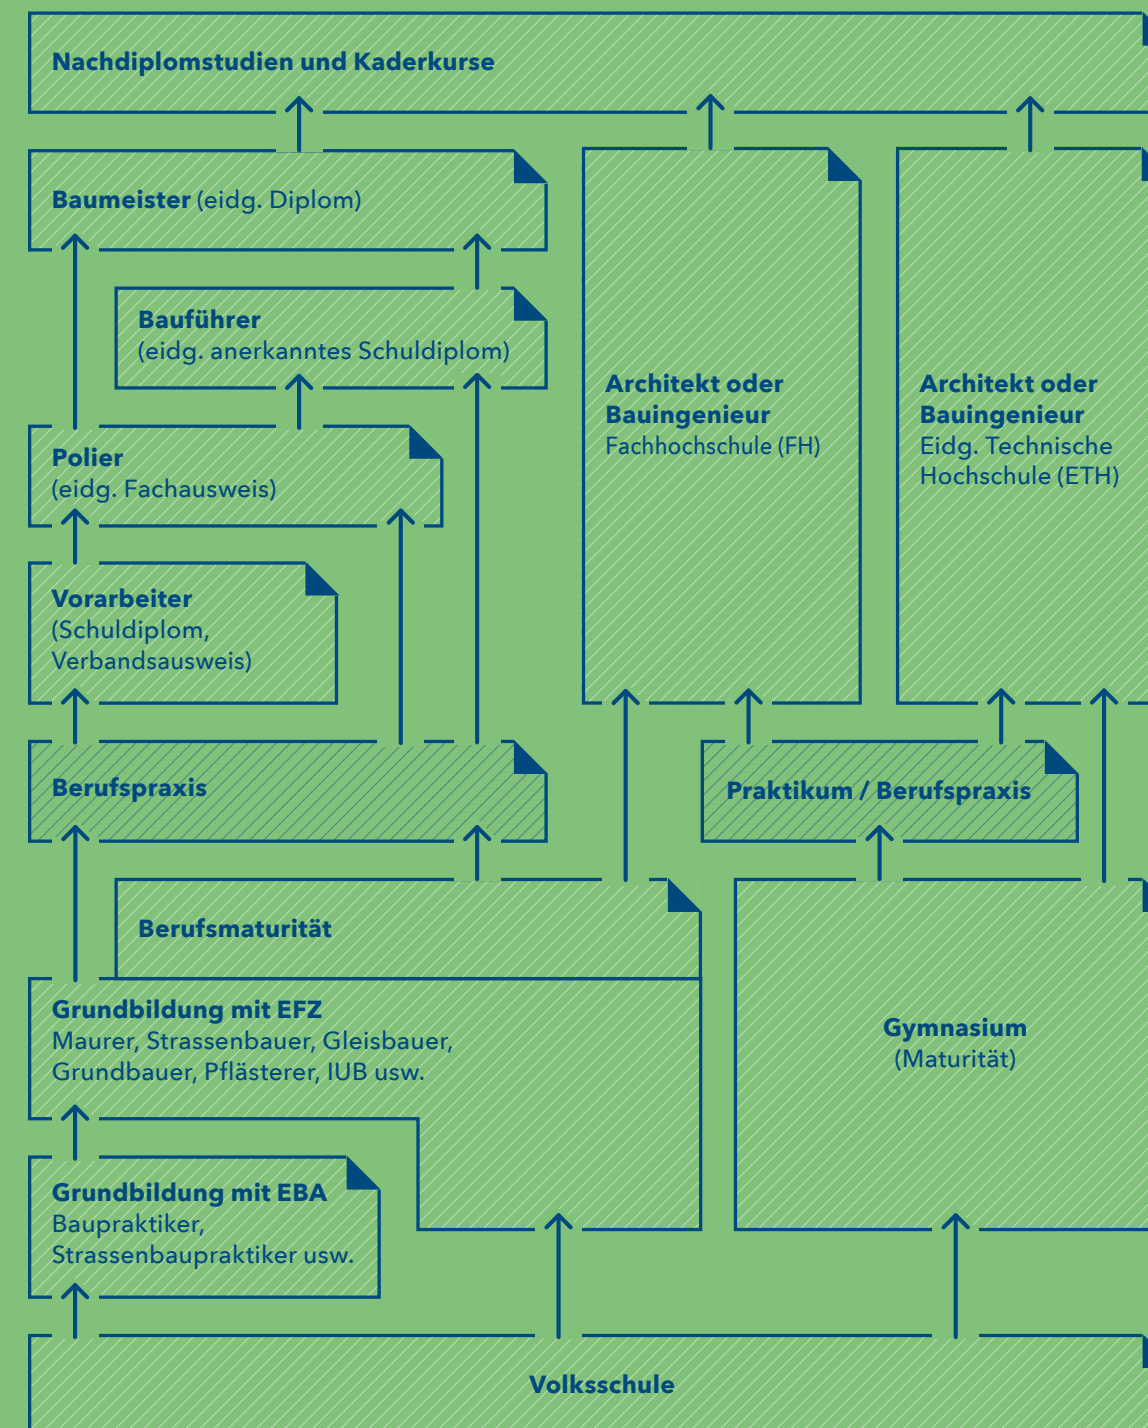 Nachdiplomstudien und Kaderkurse
Baumeister (eidg. Diplom)
Bauführer
(eidg. anerkanntes Schuldiplom)
Architekt oder
Bauingenieur
Fachhochschule (FH)
Architekt oder
Bauingenieur
Eidg. Technische
Hochschule (ETH)
Polier
(eidg. Fachausweis)
Vorarbeiter
(Schuldiplom,
Verbandsausweis)
Berufspraxis
Praktikum / Berufspraxis
Berufsmaturität
Grundbildung mit EFZ
Maurer, Strassenbauer, Gleisbauer,
Grundbauer, Pflästerer, IUB usw.
Gymnasium
(Maturität)
Grundbildung mit EBA
Baupraktiker,
Strassenbaupraktiker usw.
Volksschule